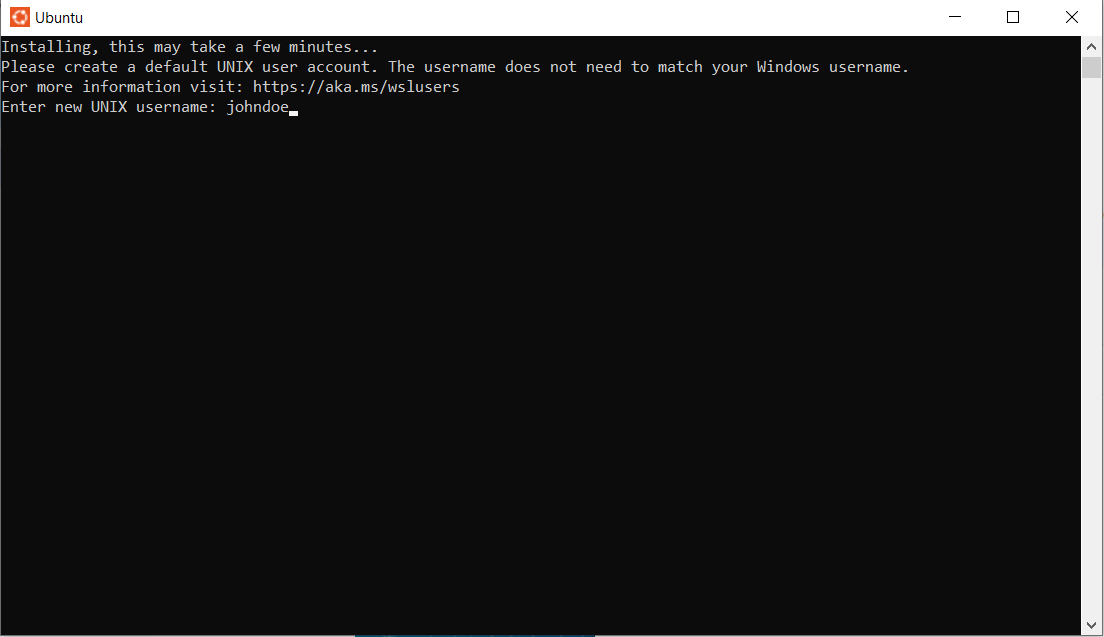 Ubuntu
Installing, this may take a few minutes...
Please create a default UNIX user account. The username does not need to match your Windows username.
For more information visit: https://aka.ms/wslusers
Enter new UNIX username: johndoe